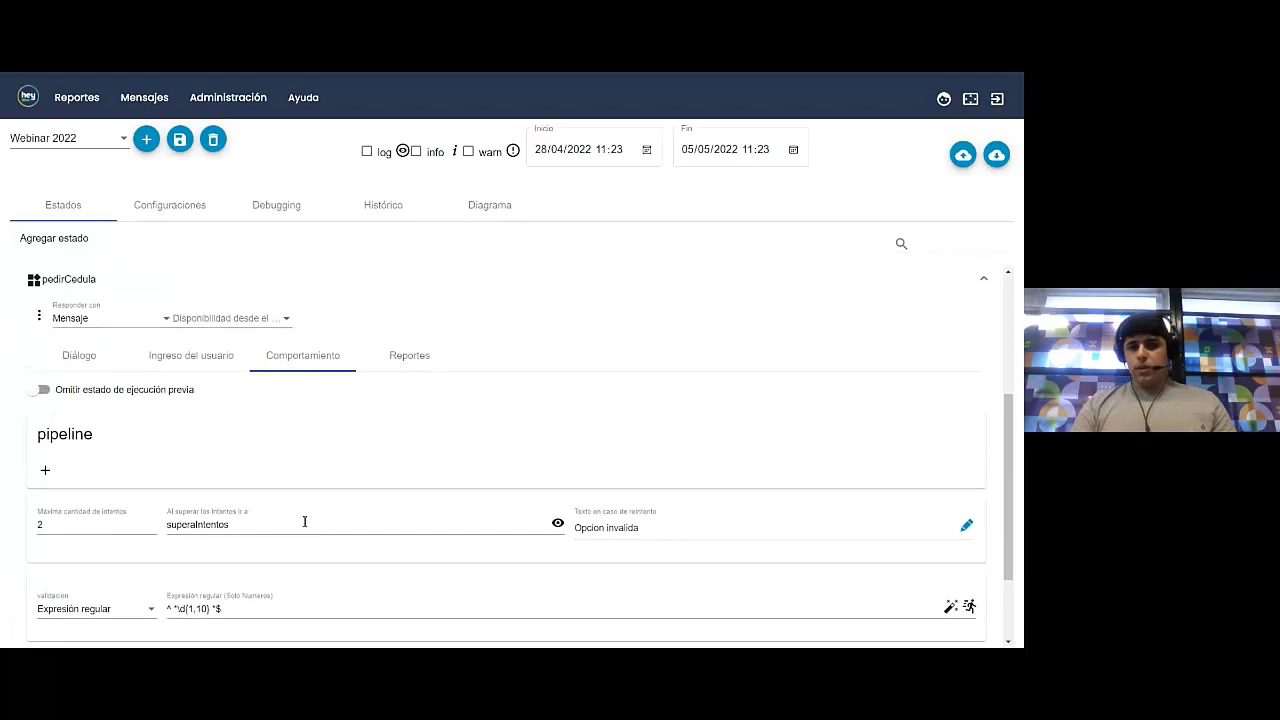 hey
Reportes Mensajes Administración Ayuda
Webinar 2022
log info warn
Inicio
28/04/2022 11:23
Fin
05/05/2022 11:23
Estados Configuraciones Debugging Histórico Diagrama
Agregar estado
pedirCedula
Responder con
Mensaje
Disponibilidad desde el ...
Diálogo Ingreso del usuario Comportamiento Reportes
Omitir estado de ejecución previa
pipeline
Máxima cantidad de intentos
2
Al superar los intentos ir a
superaIntentos
Texto en caso de reintento
Opcion invalida
validacion
Expresión regular
Expresión regular (Solo Numeros)
^ *\d{1,10} *$